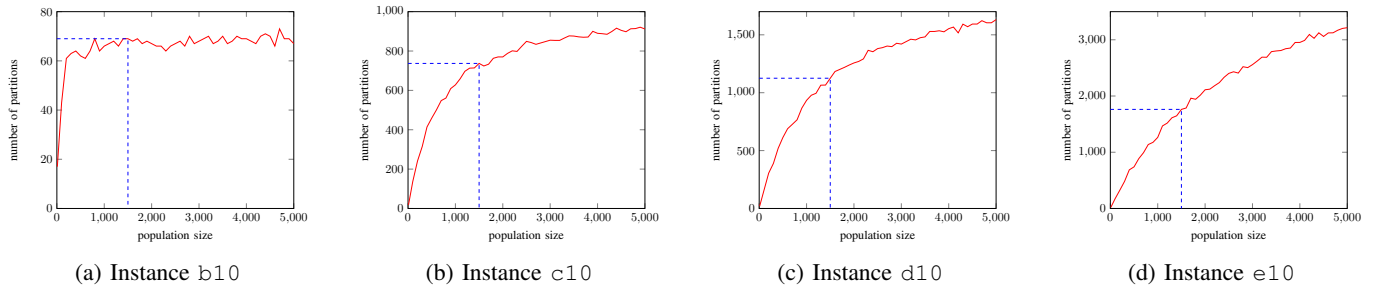 number of partitions
80
60
40
20
0
0 1,000 2,000 3,000 4,000 5,000
population size
(a) Instance b10
number of partitions
1,000
800
600
400
200
0
0 1,000 2,000 3,000 4,000 5,000
population size
(b) Instance c10
number of partitions
1,500
1,000
500
0
0 1,000 2,000 3,000 4,000 5,000
population size
(c) Instance d10
number of partitions
3,000
2,000
1,000
0
0 1,000 2,000 3,000 4,000 5,000
population size
(d) Instance e10